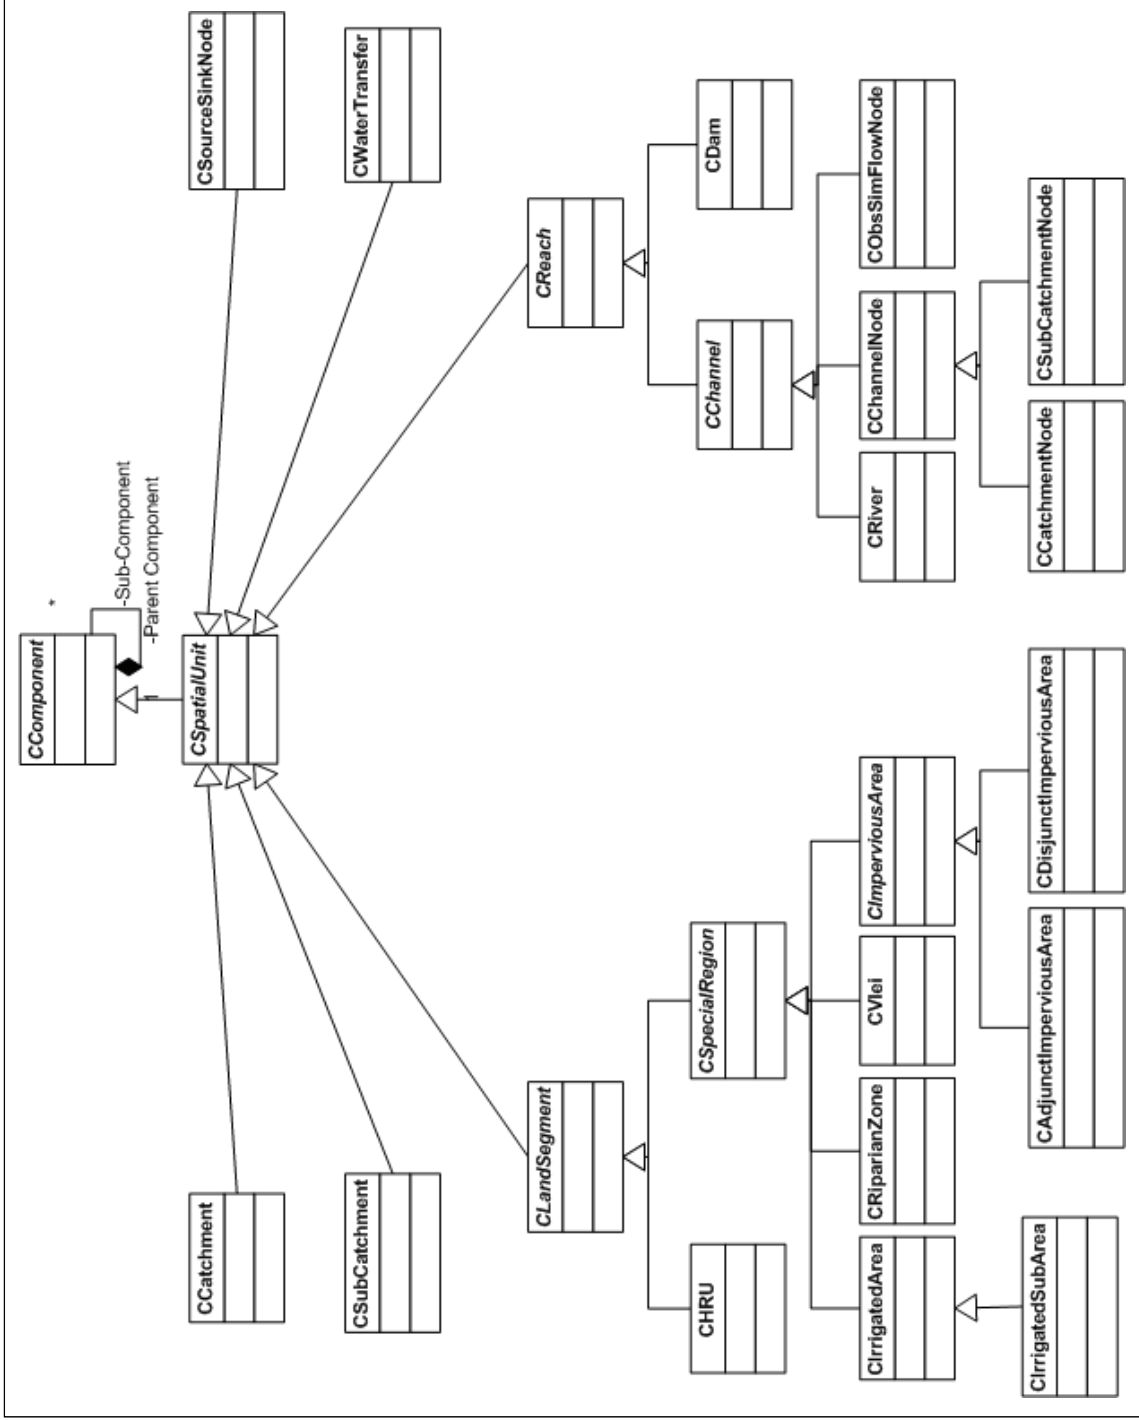 CComponent
*
-Sub-Component
-Parent Component
1
CSpatialUnit
CCatchment
CSourceSinkNode
CSubCatchment
CWaterTransfer
CLandSegment
CReach
CHRU
CSpecialRegion
CChannel
CDam
CIrrigatedArea
CRiparianZone
CVlei
CImperviousArea
CRiver
CChannelNode
CObsSimFlowNode
CIrrigatedSubArea
CAdjunctImperviousArea
CDisjunctImperviousArea
CCatchmentNode
CSubCatchmentNode